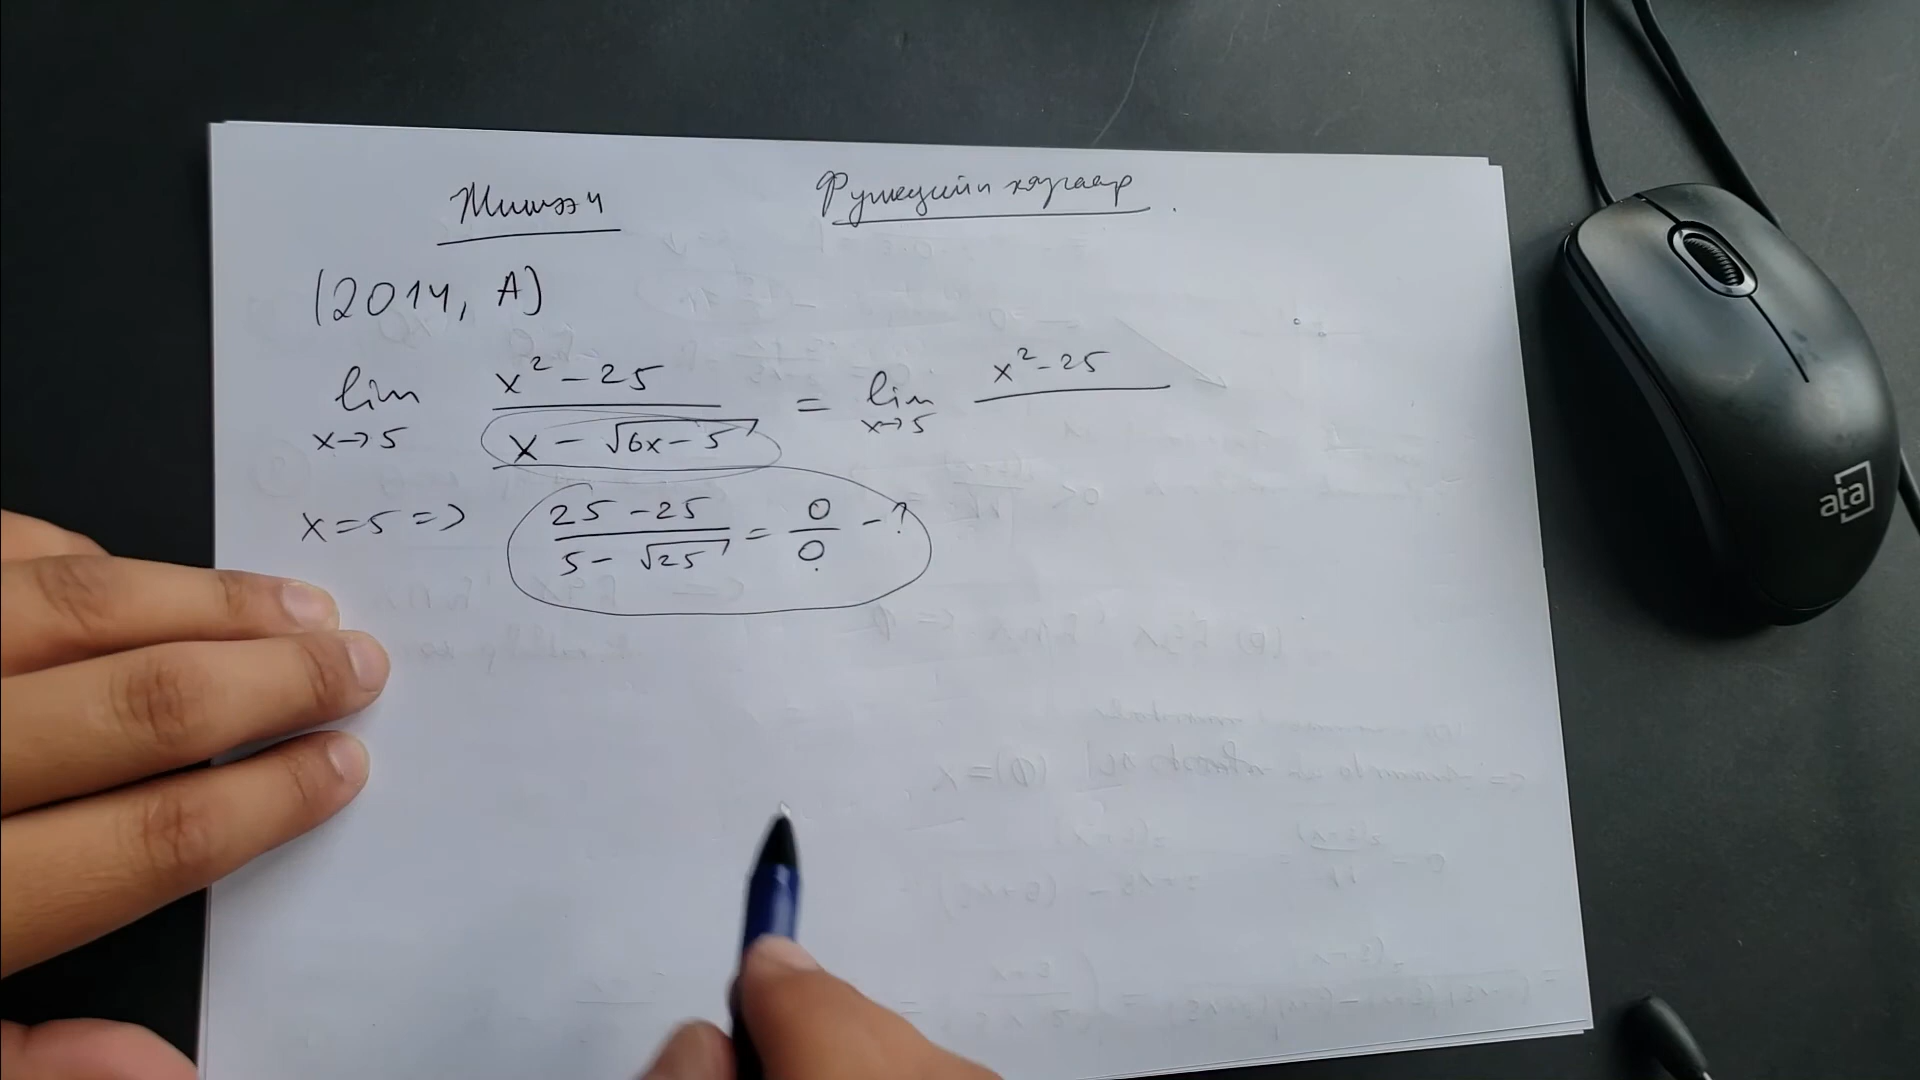 Жишээ ч
Функцийн хязгаар.
(2014, A)
lim x→5 (x² - 25) / (x - √(6x - 5)) = lim x→5 x² - 25
x = 5 => (25 - 25) / (5 - √25) = 0/0 - ?
ata